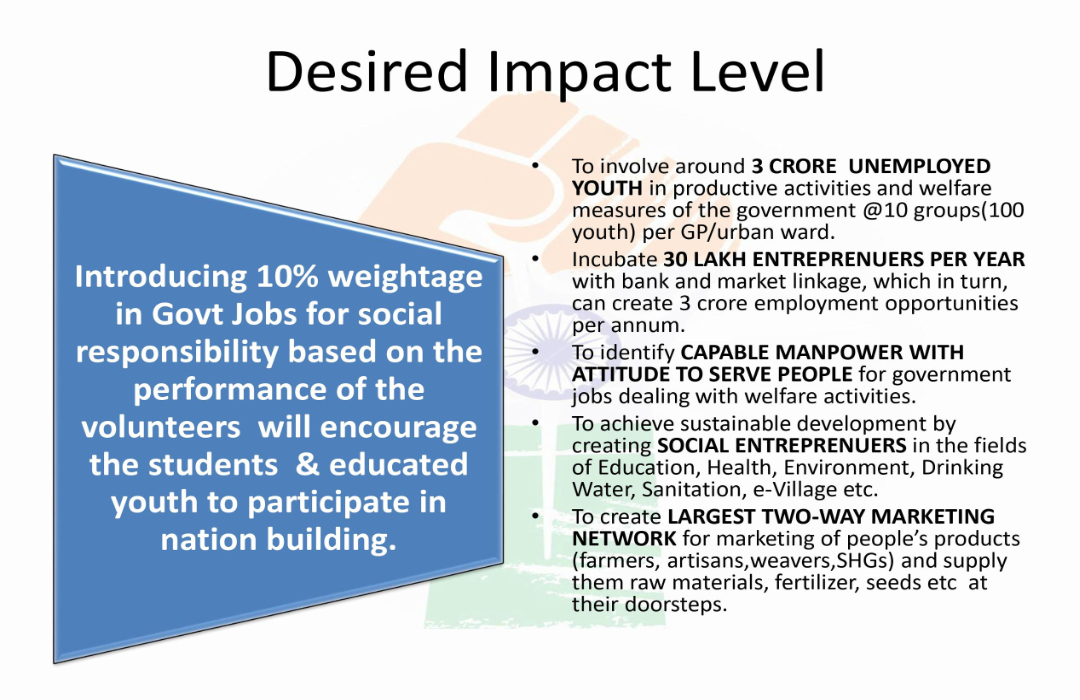 Desired Impact Level
Introducing 10% weightage
in Govt Jobs for social
responsibility based on the
performance of the
volunteers  will encourage
the students  & educated
youth to participate in
nation building.
• To involve around 3 CRORE  UNEMPLOYED
YOUTH in productive activities and welfare
measures of the government @10 groups(100
youth) per GP/urban ward.
• Incubate 30 LAKH ENTREPRENUERS PER YEAR
with bank and market linkage, which in turn,
can create 3 crore employment opportunities
per annum.
• To identify CAPABLE MANPOWER WITH
ATTITUDE TO SERVE PEOPLE for government
jobs dealing with welfare activities.
• To achieve sustainable development by
creating SOCIAL ENTREPRENUERS in the fields
of Education, Health, Environment, Drinking
Water, Sanitation, e-Village etc.
• To create LARGEST TWO-WAY MARKETING
NETWORK for marketing of people’s products
(farmers, artisans,weavers,SHGs) and supply
them raw materials, fertilizer, seeds etc  at
their doorsteps.